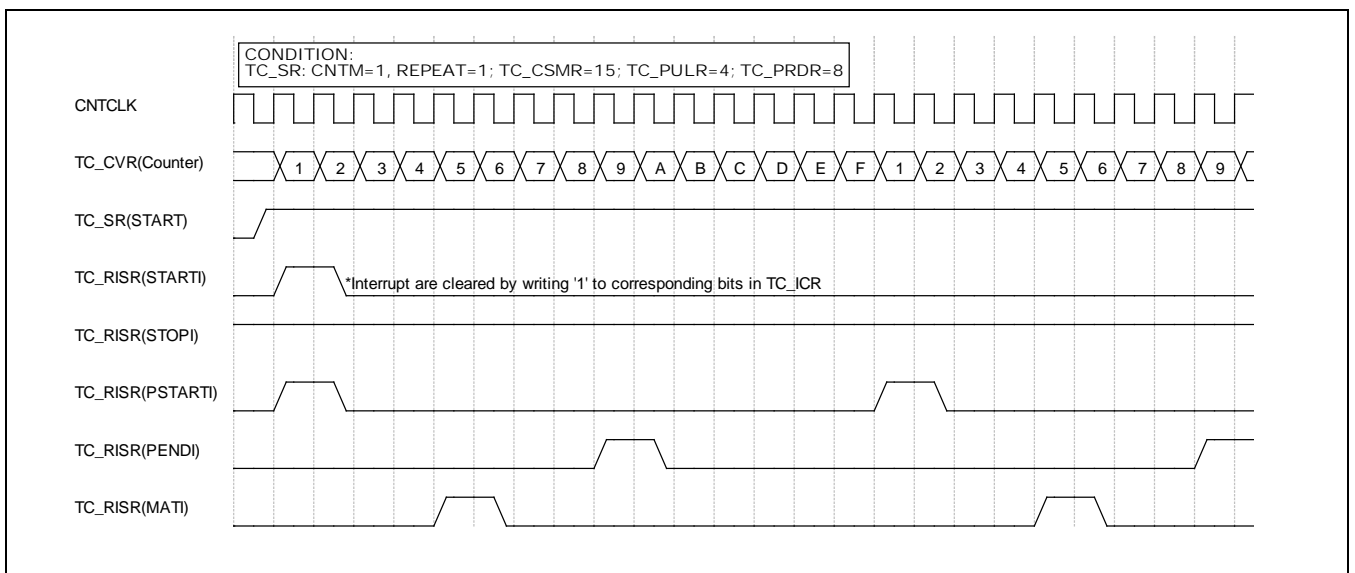 CONDITION:
TC_SR: CNTM=1, REPEAT=1; TC_CSMR=15; TC_PULR=4; TC_PRDR=8
CNTCLK
TC_CVR(Counter) 1 2 3 4 5 6 7 8 9 A B C D E F 1 2 3 4 5 6 7 8 9
TC_SR(START)
TC_RISR(STARTI) *Interrupt are cleared by writing '1' to corresponding bits in TC_ICR
TC_RISR(STOPI)
TC_RISR(PSTARTI)
TC_RISR(PENDI)
TC_RISR(MATI)